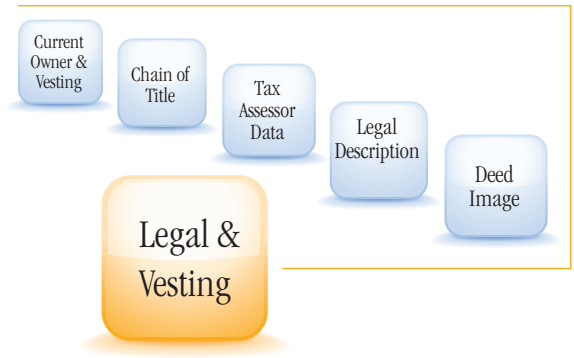 Current
Owner &
Vesting
Chain of
Title
Tax
Assessor
Data
Legal
Description
Deed
Image
Legal &
Vesting